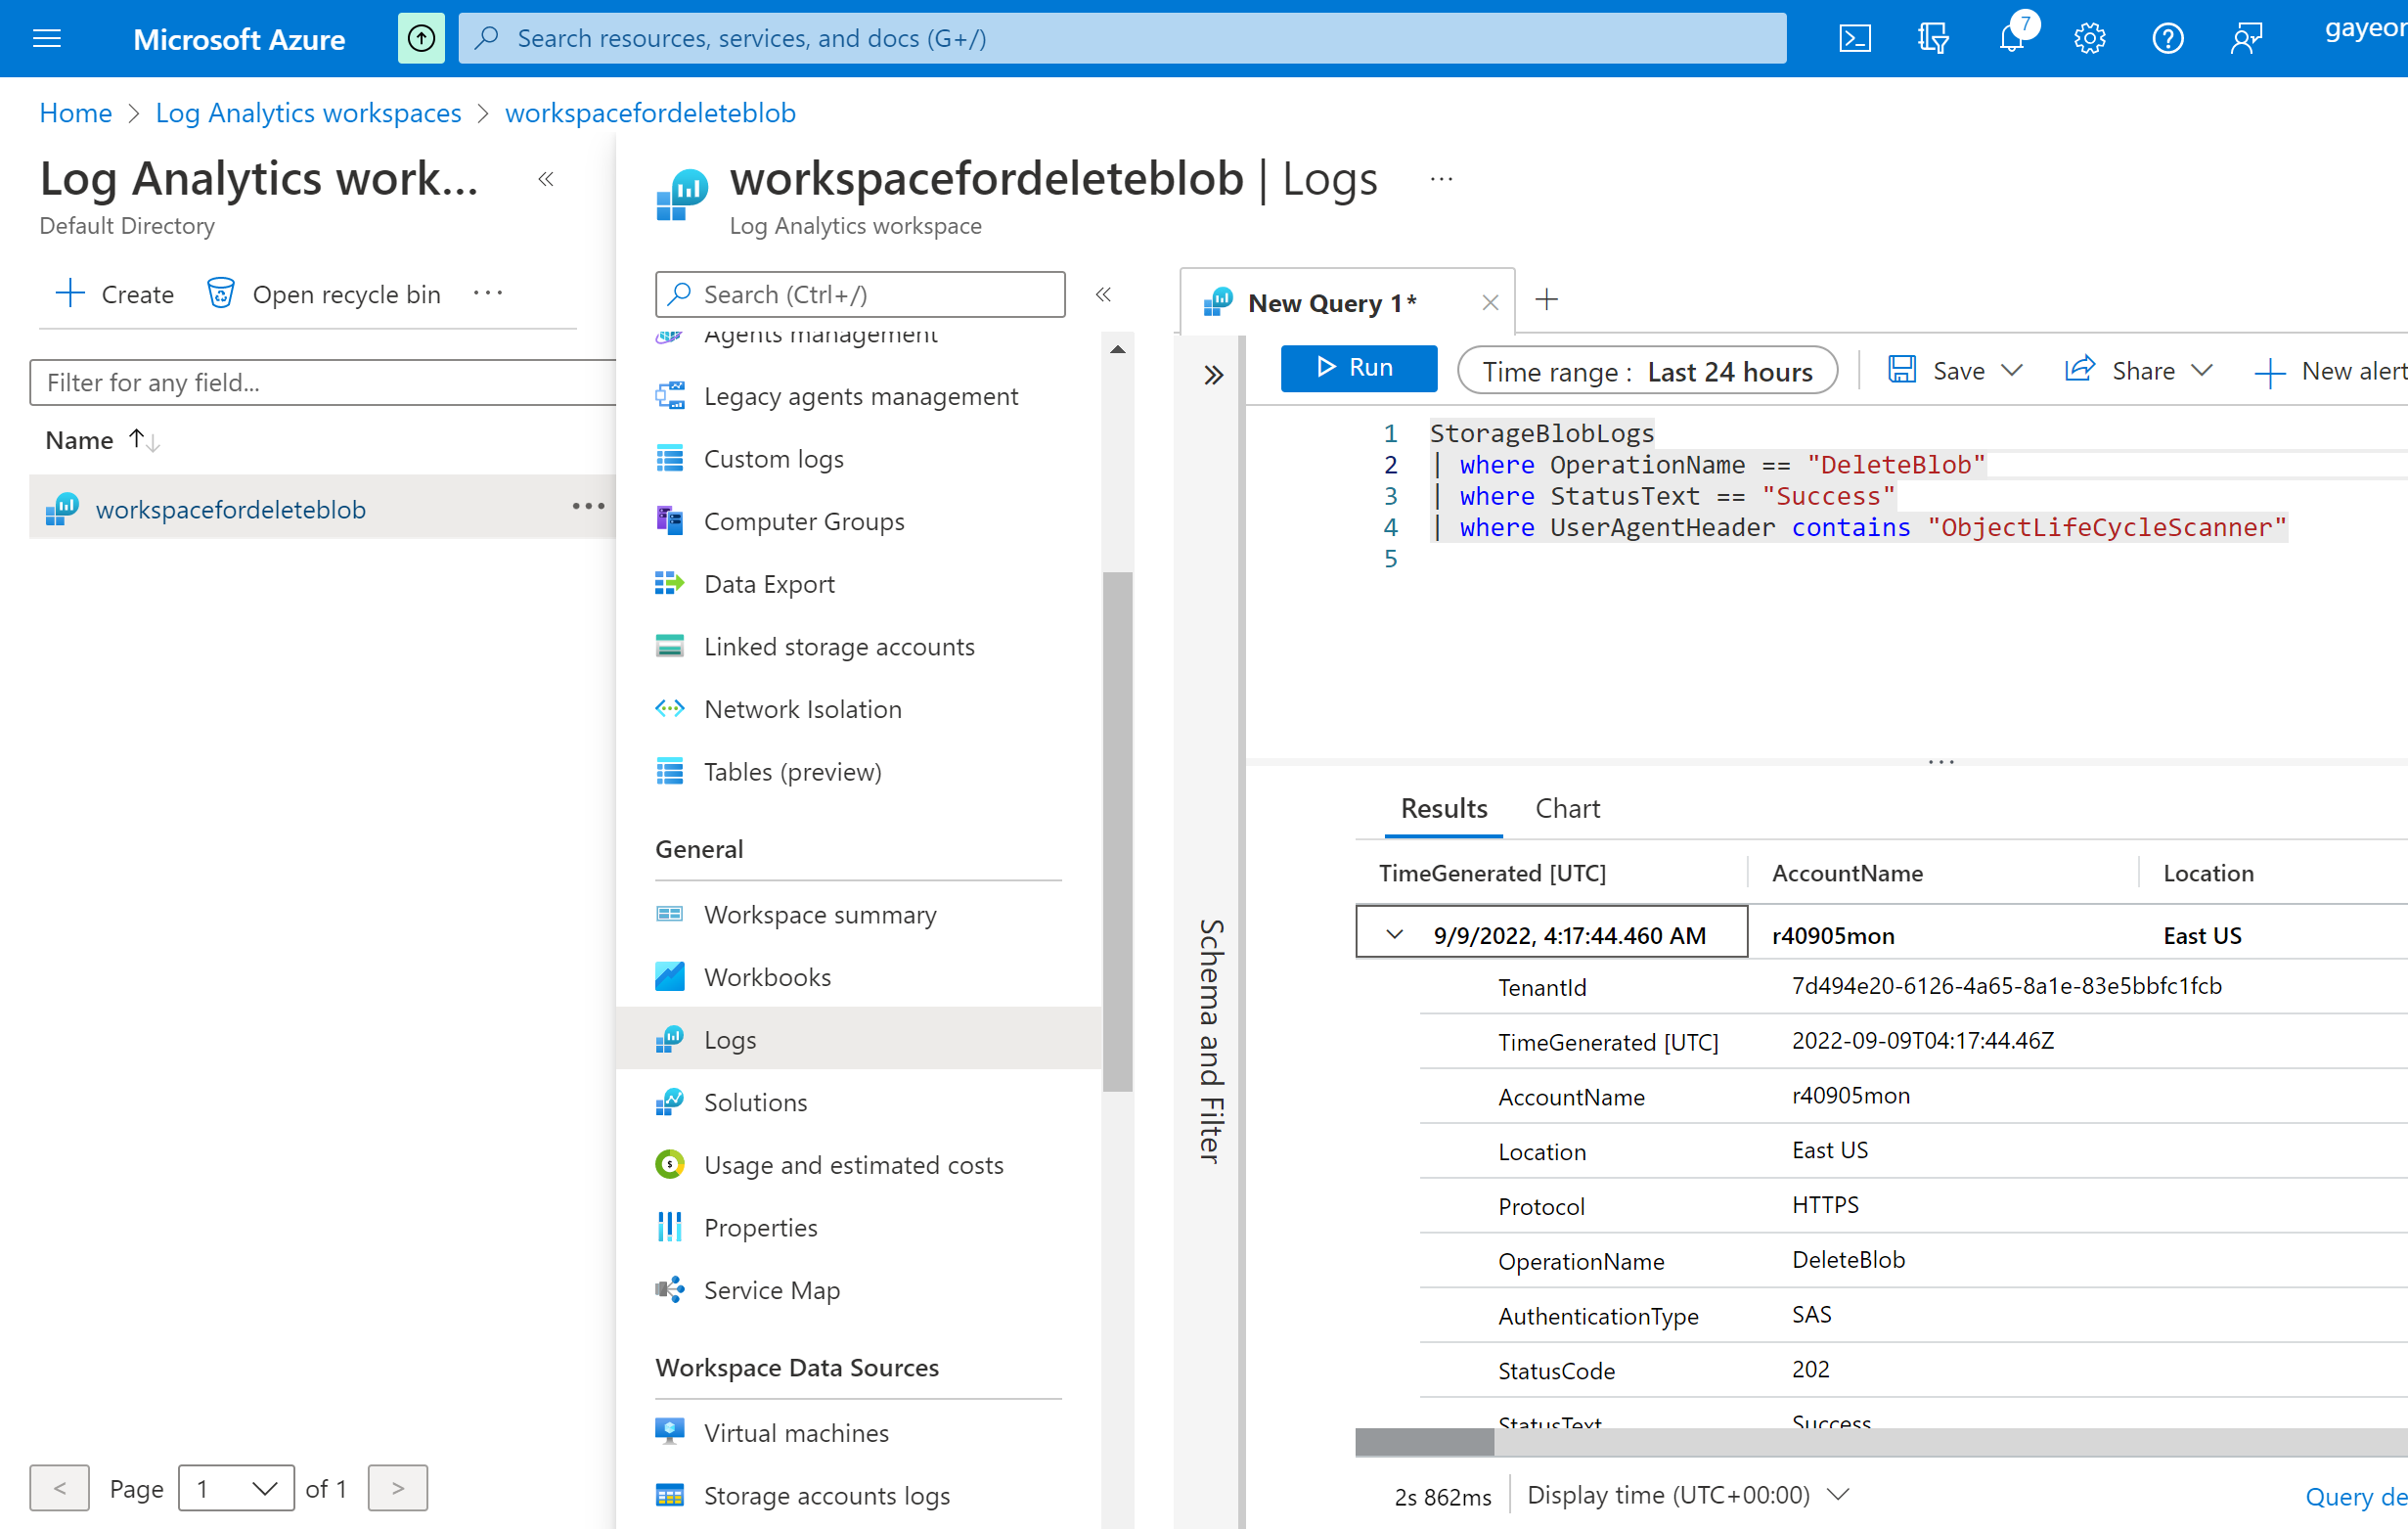 Microsoft Azure
Search resources, services, and docs (G+/)
7
Home > Log Analytics workspaces > workspacefordeleteblob
Log Analytics work...
«
Default Directory
Create
Open recycle bin
...
Filter for any field...
Name ↑↓
workspacefordeleteblob
...
< Page 1 of 1 >
workspacefordeleteblob | Logs
...
Log Analytics workspace
Search (Ctrl+/)
«
Agents management
Legacy agents management
Custom logs
Computer Groups
Data Export
Linked storage accounts
Network Isolation
Tables (preview)
General
Workspace summary
Workbooks
Logs
Solutions
Usage and estimated costs
Properties
Service Map
Workspace Data Sources
Virtual machines
Storage accounts logs
New Query 1*
Schema and Filter
Run
Time range : Last 24 hours
Save
Share
New alert
1 StorageBlobLogs
2 | where OperationName == "DeleteBlob"
3 | where StatusText == "Success"
4 | where UserAgentHeader contains "ObjectLifeCycleScanner"
5
...
Results Chart
TimeGenerated [UTC] AccountName Location
9/9/2022, 4:17:44.460 AM r40905mon East US
TenantId 7d494e20-6126-4a65-8a1e-83e5bbfc1fcb
TimeGenerated [UTC] 2022-09-09T04:17:44.46Z
AccountName r40905mon
Location East US
Protocol HTTPS
OperationName DeleteBlob
AuthenticationType SAS
StatusCode 202
StatusText Success
2s 862ms Display time (UTC+00:00)
Query